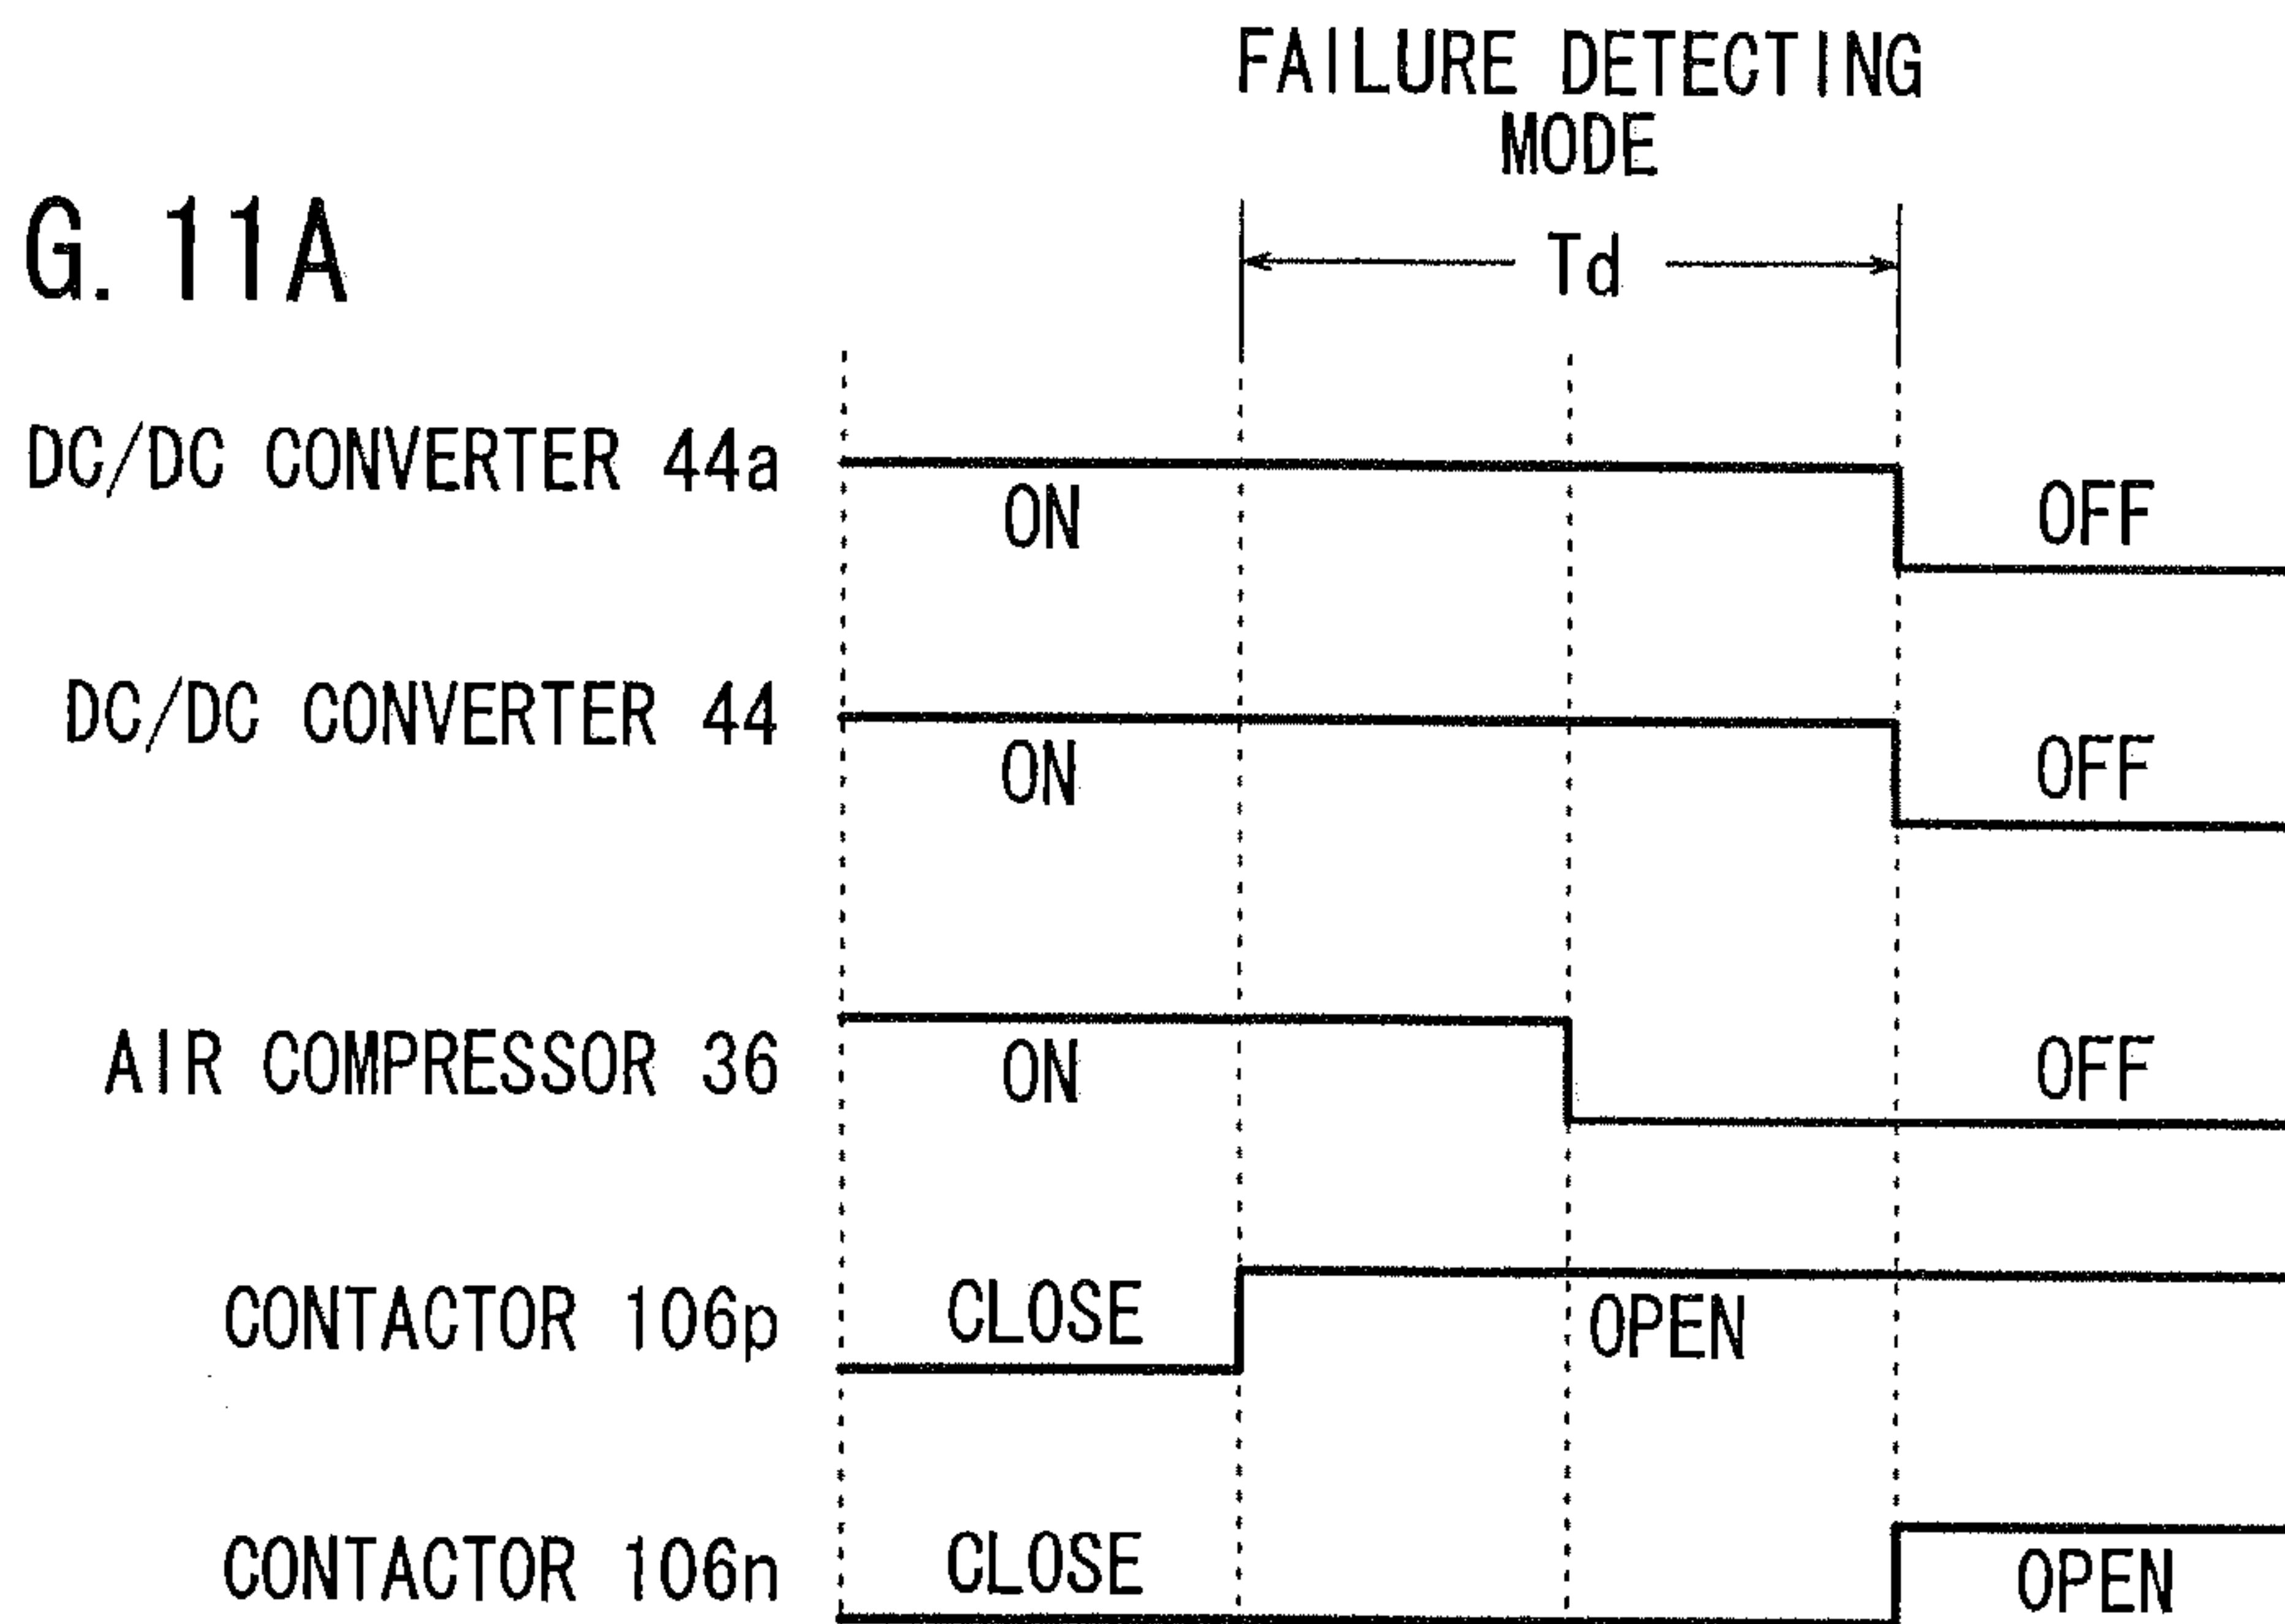 FAILURE DETECTING
MODE
G. 11A
Td
DC/DC CONVERTER 44a
ON
OFF
DC/DC CONVERTER 44
ON
OFF
AIR COMPRESSOR 36
ON
OFF
CONTACTOR 106p
CLOSE
OPEN
CONTACTOR 106n
CLOSE
OPEN